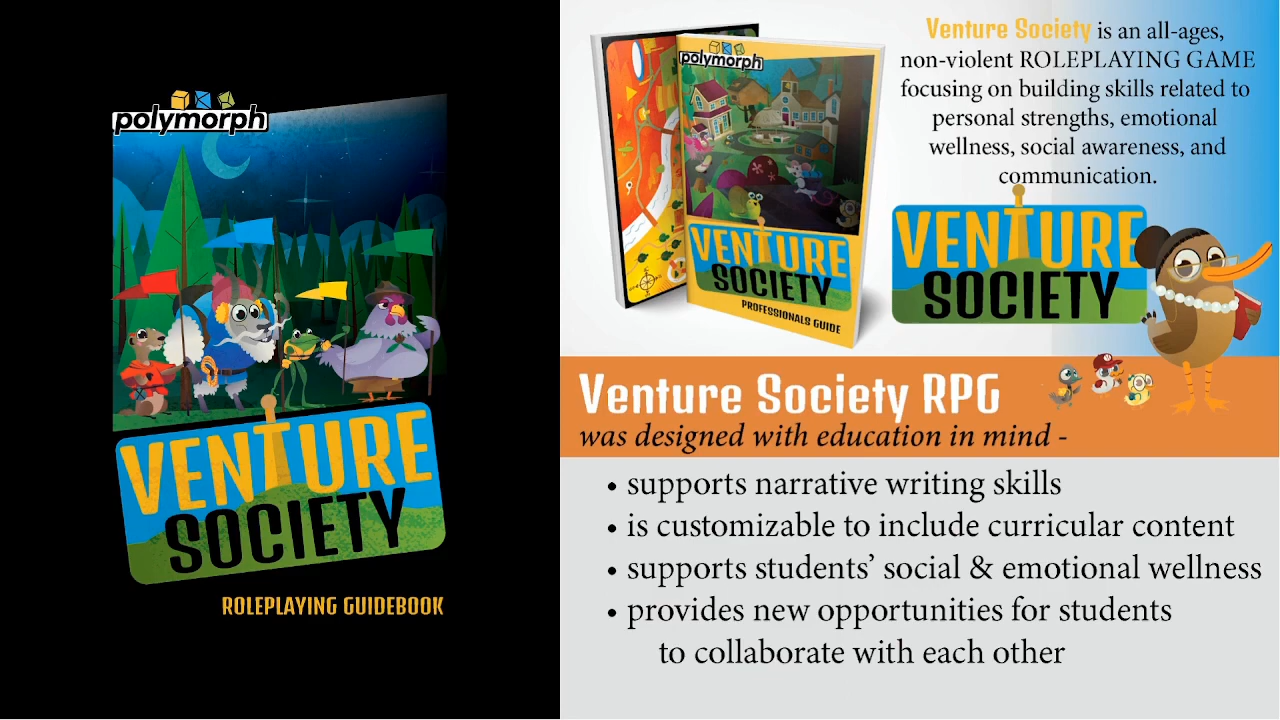 polymorph
VENTURE
SOCIETY
ROLEPLAYING GUIDEBOOK
polymorph
VENTURE
SOCIETY
PROFESSIONALS GUIDE
Venture Society is an all-ages,
non-violent ROLEPLAYING GAME
focusing on building skills related to
personal strengths, emotional
wellness, social awareness, and
communication.
VENTURE
SOCIETY
Venture Society RPG
was designed with education in mind -
• supports narrative writing skills
• is customizable to include curricular content
• supports students’ social & emotional wellness
• provides new opportunities for students
to collaborate with each other